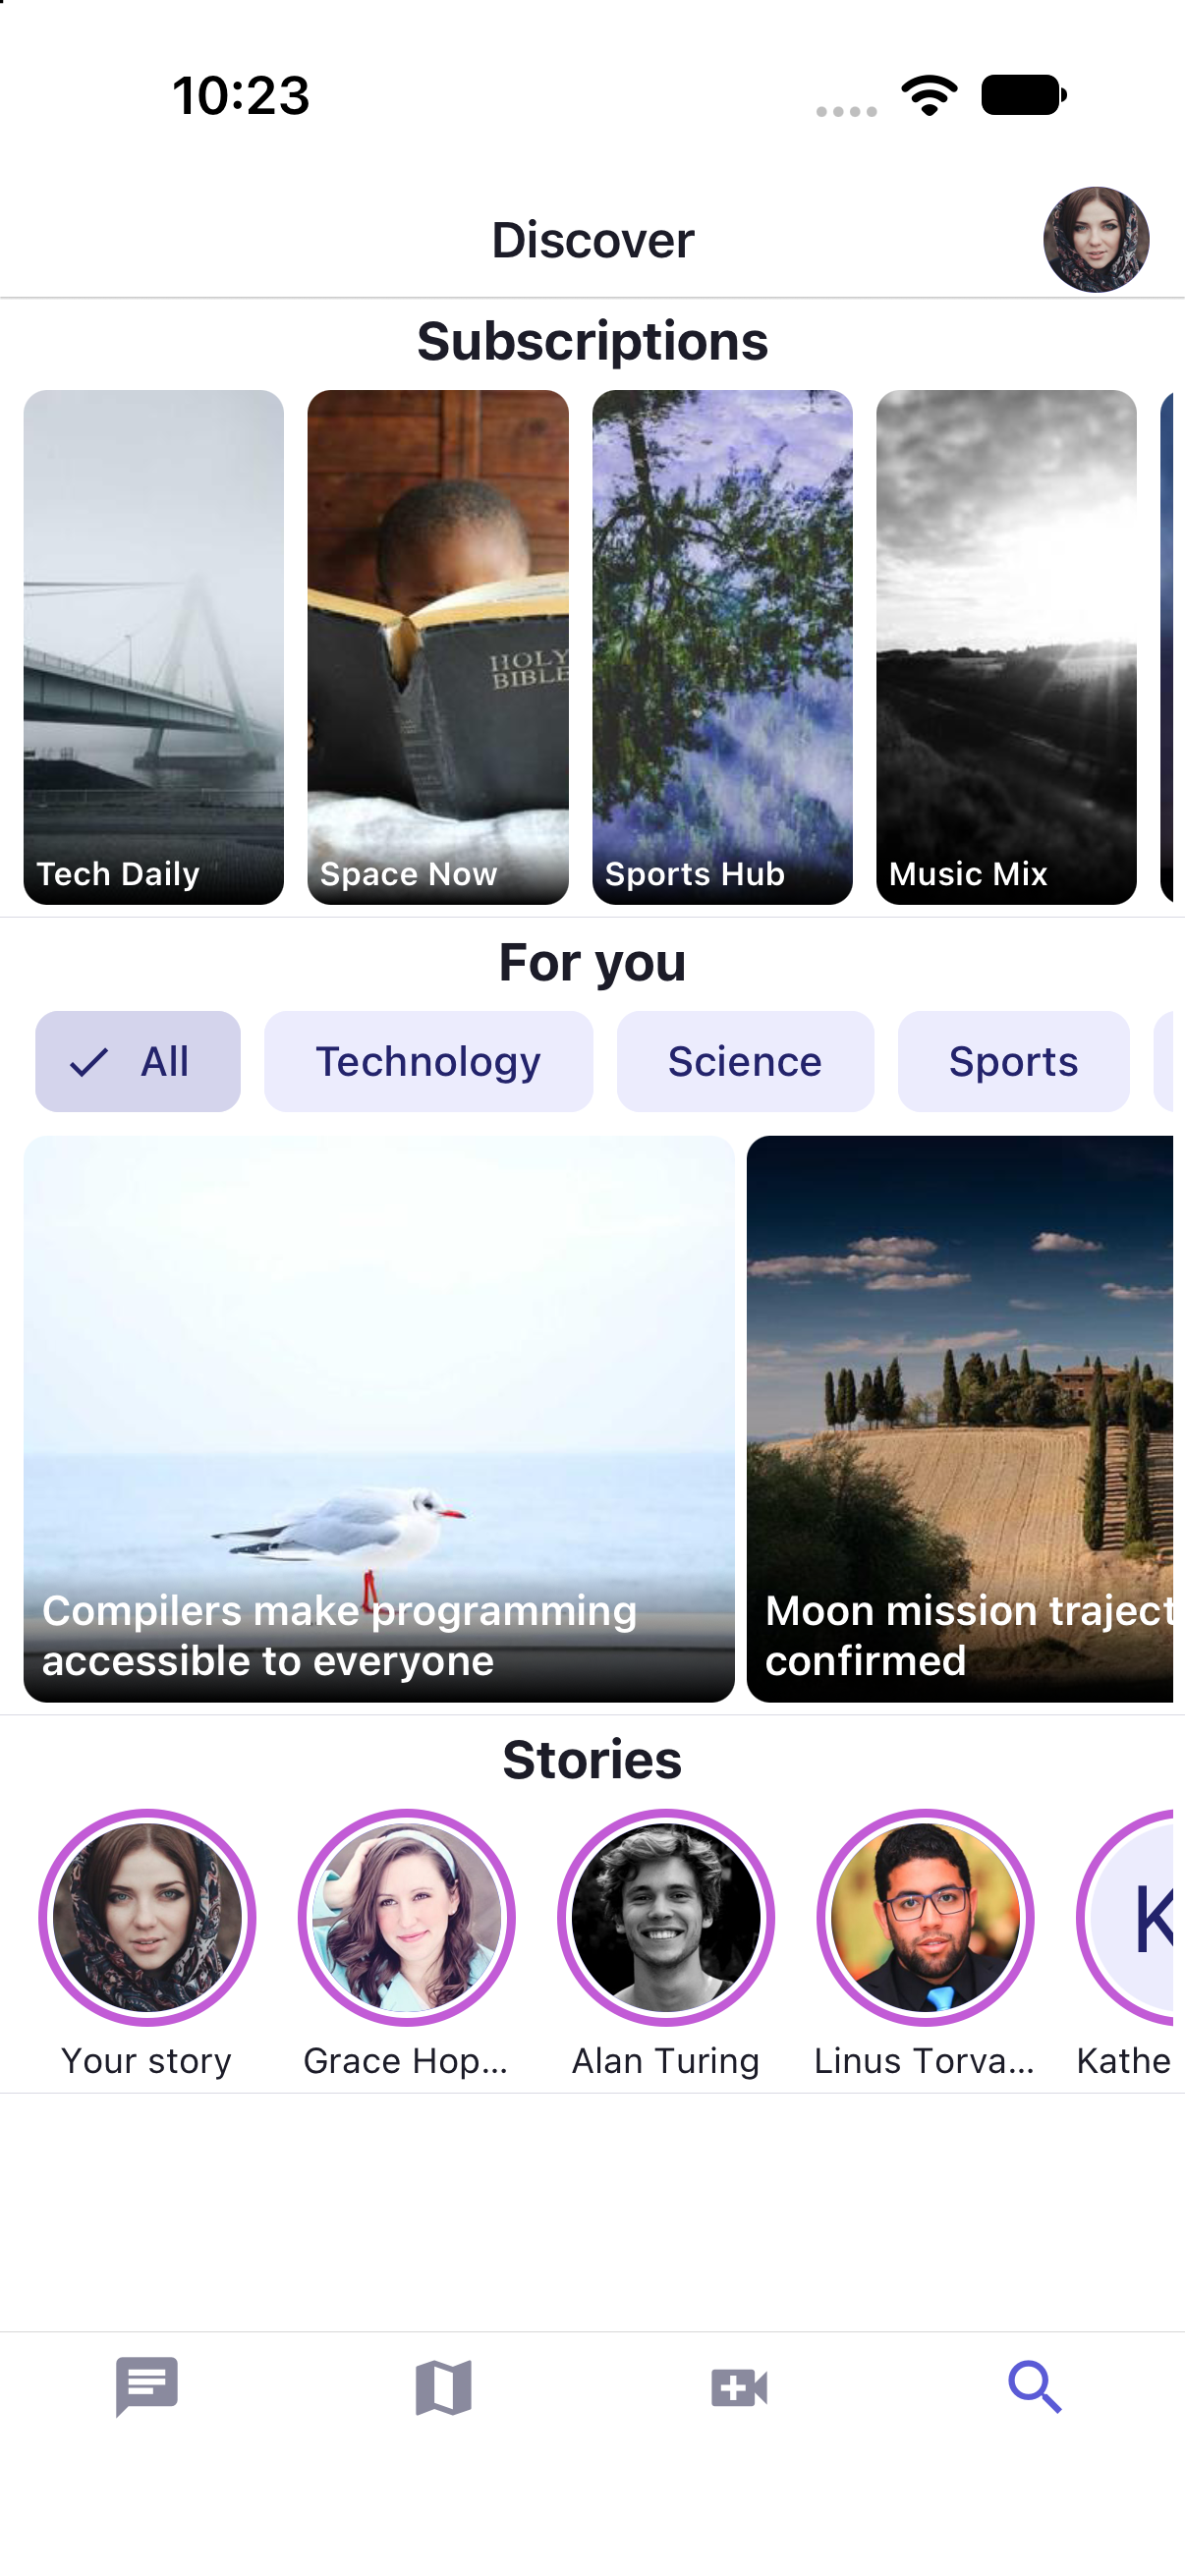 10:23
Discover
Subscriptions
HOLY
BIBLE
Tech Daily
Space Now
Sports Hub
Music Mix
For you
All
Technology
Science
Sports
Compilers make programming
accessible to everyone
Moon mission traject
confirmed
Stories
K
Your story
Grace Hop...
Alan Turing
Linus Torva...
Kathe